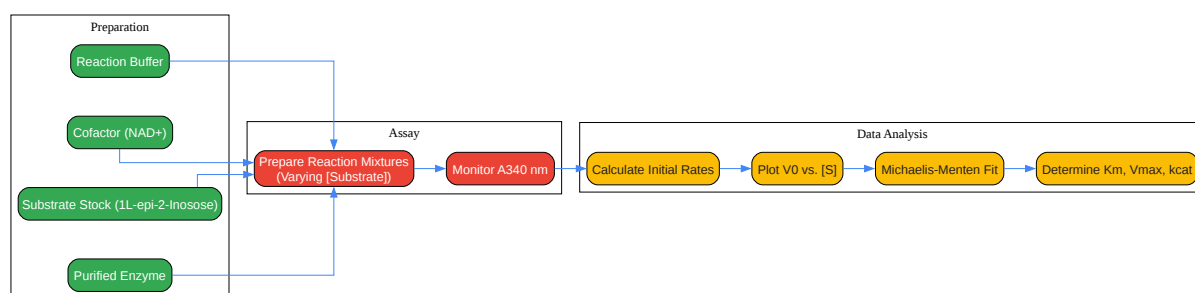 Preparation
Reaction Buffer
Cofactor (NAD+)
Substrate Stock (1L-epi-2-Inosose)
Purified Enzyme
Assay
Prepare Reaction Mixtures
(Varying [Substrate])
Monitor A340 nm
Data Analysis
Calculate Initial Rates
Plot V0 vs. [S]
Michaelis-Menten Fit
Determine Km, Vmax, kcat